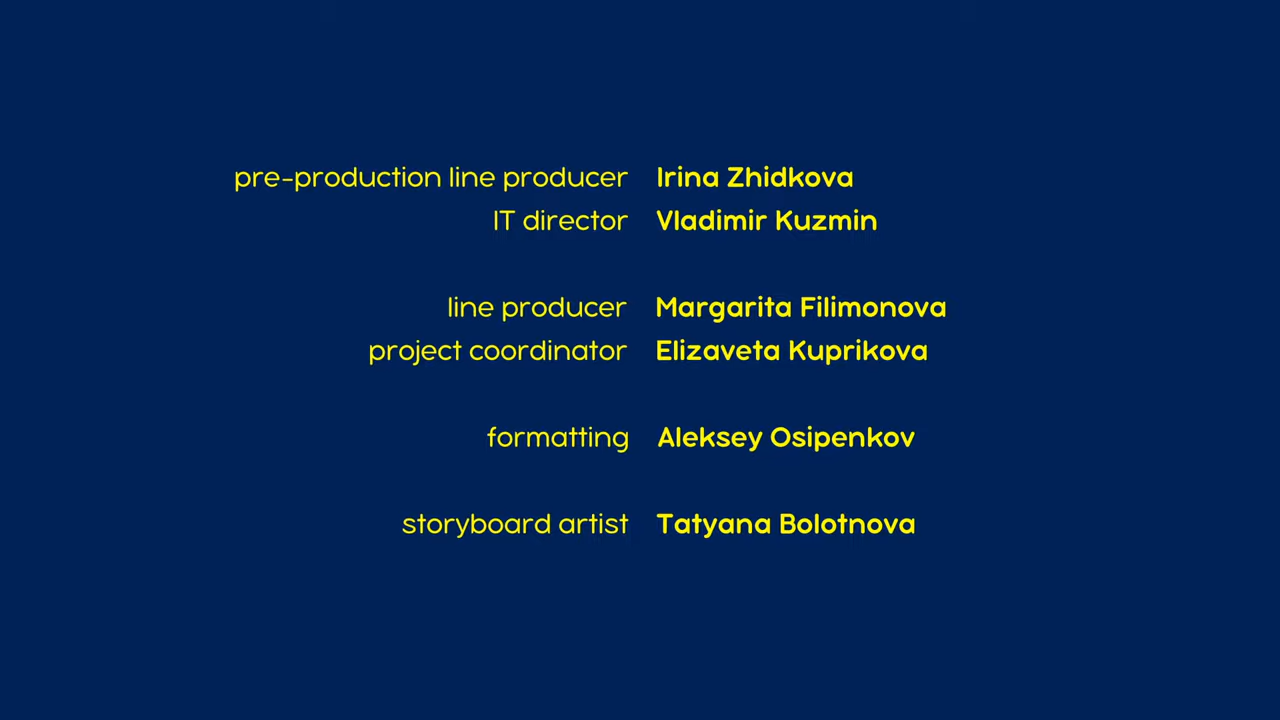 pre-production line producer Irina Zhidkova
IT director Vladimir Kuzmin
line producer Margarita Filimonova
project coordinator Elizaveta Kuprikova
formatting Aleksey Osipenkov
storyboard artist Tatyana Bolotnova